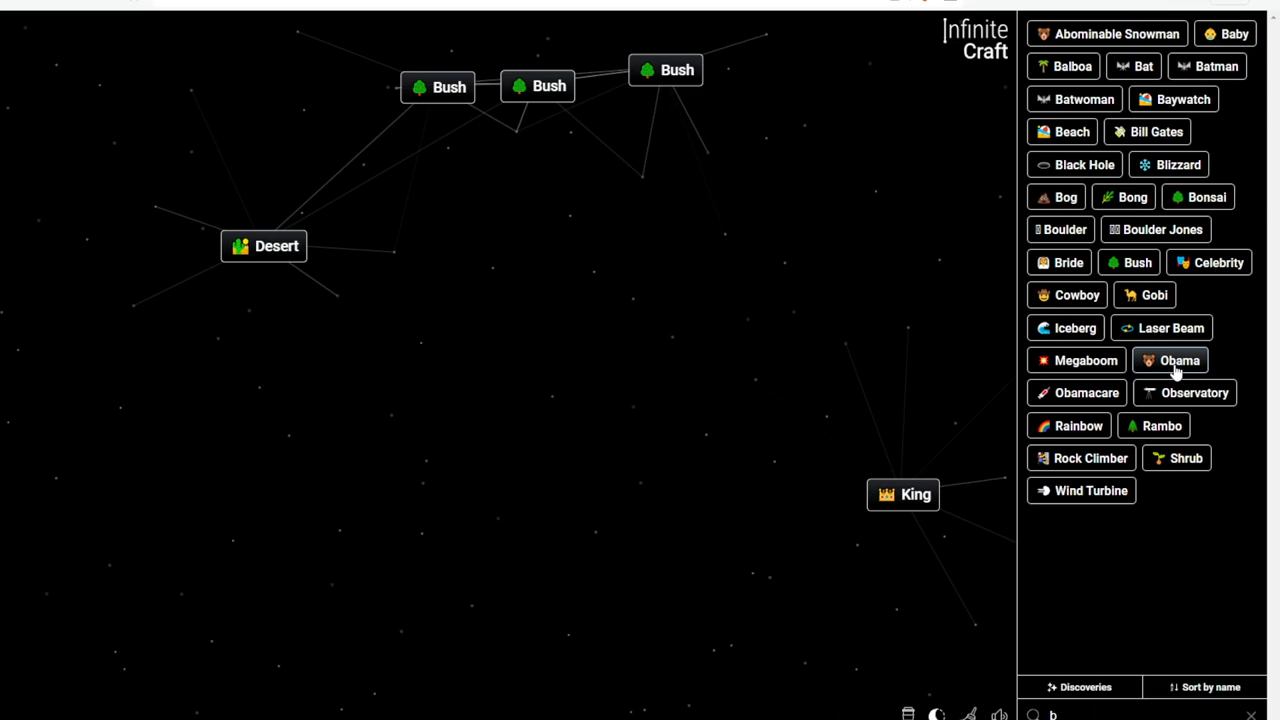 Infinite
Craft
Bush
Bush
Bush
Desert
King
Abominable Snowman Baby
Balboa Bat Batman
Batwoman Baywatch
Beach Bill Gates
Black Hole Blizzard
Bog Bong Bonsai
Boulder Boulder Jones
Bride Bush Celebrity
Cowboy Gobi
Iceberg Laser Beam
Megaboom Obama
Obamacare Observatory
Rainbow Rambo
Rock Climber Shrub
Wind Turbine
Discoveries Sort by name
b